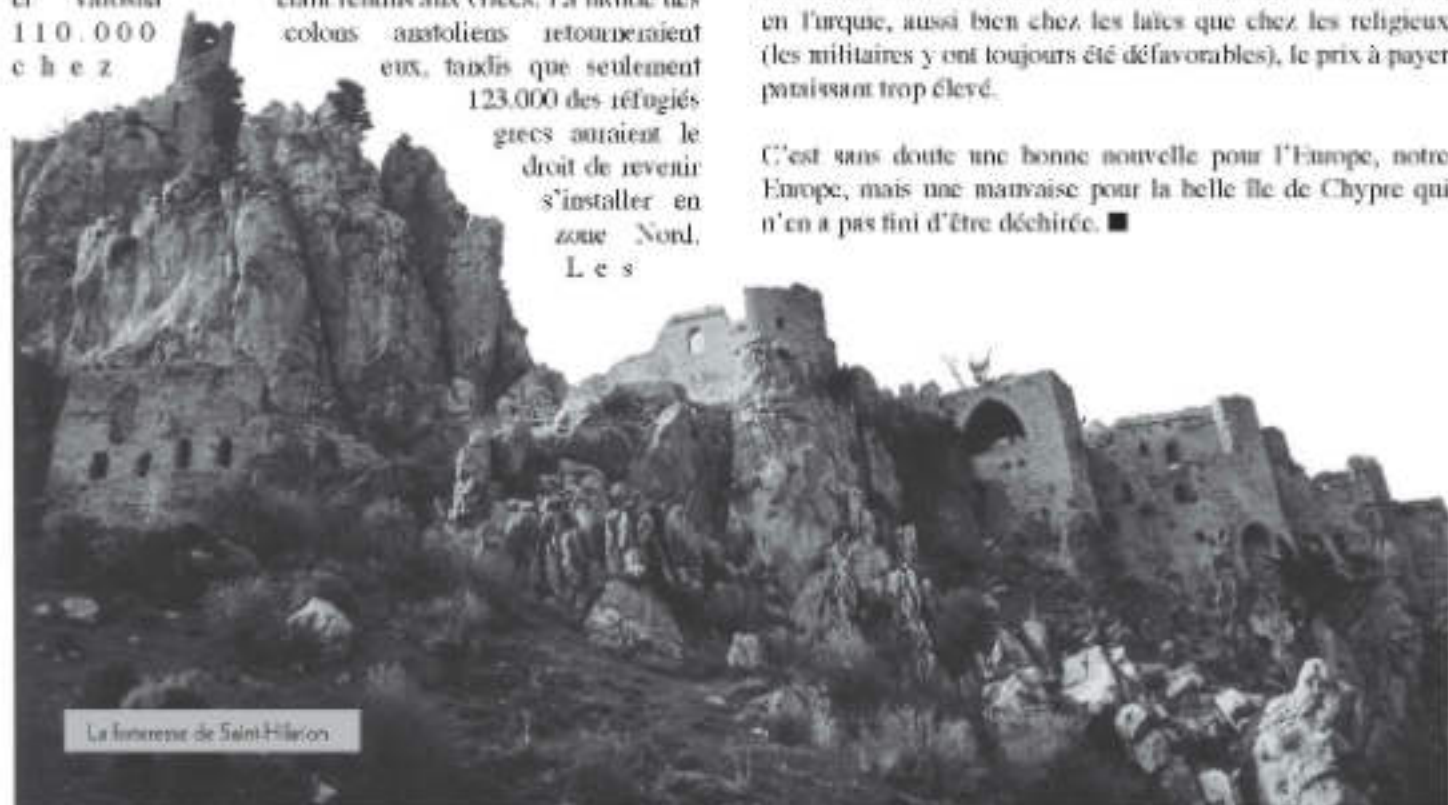 110.000
chez
colons anatoliens retourneraient
eux, tandis que seulement
123.000 des réfugiés
grecs auraient le
droit de revenir
s'installer en
zone Nord.
Les
en Turquie, aussi bien chez les laïcs que chez les religieux
(les militaires y ont toujours été défavorables), le prix à payer
paraissant trop élevé.
C'est sans doute une bonne nouvelle pour l'Europe, notre
Europe, mais une mauvaise pour la belle île de Chypre qui
n'en a pas fini d'être déchirée. ■
La forteresse de Saint-Hilarion